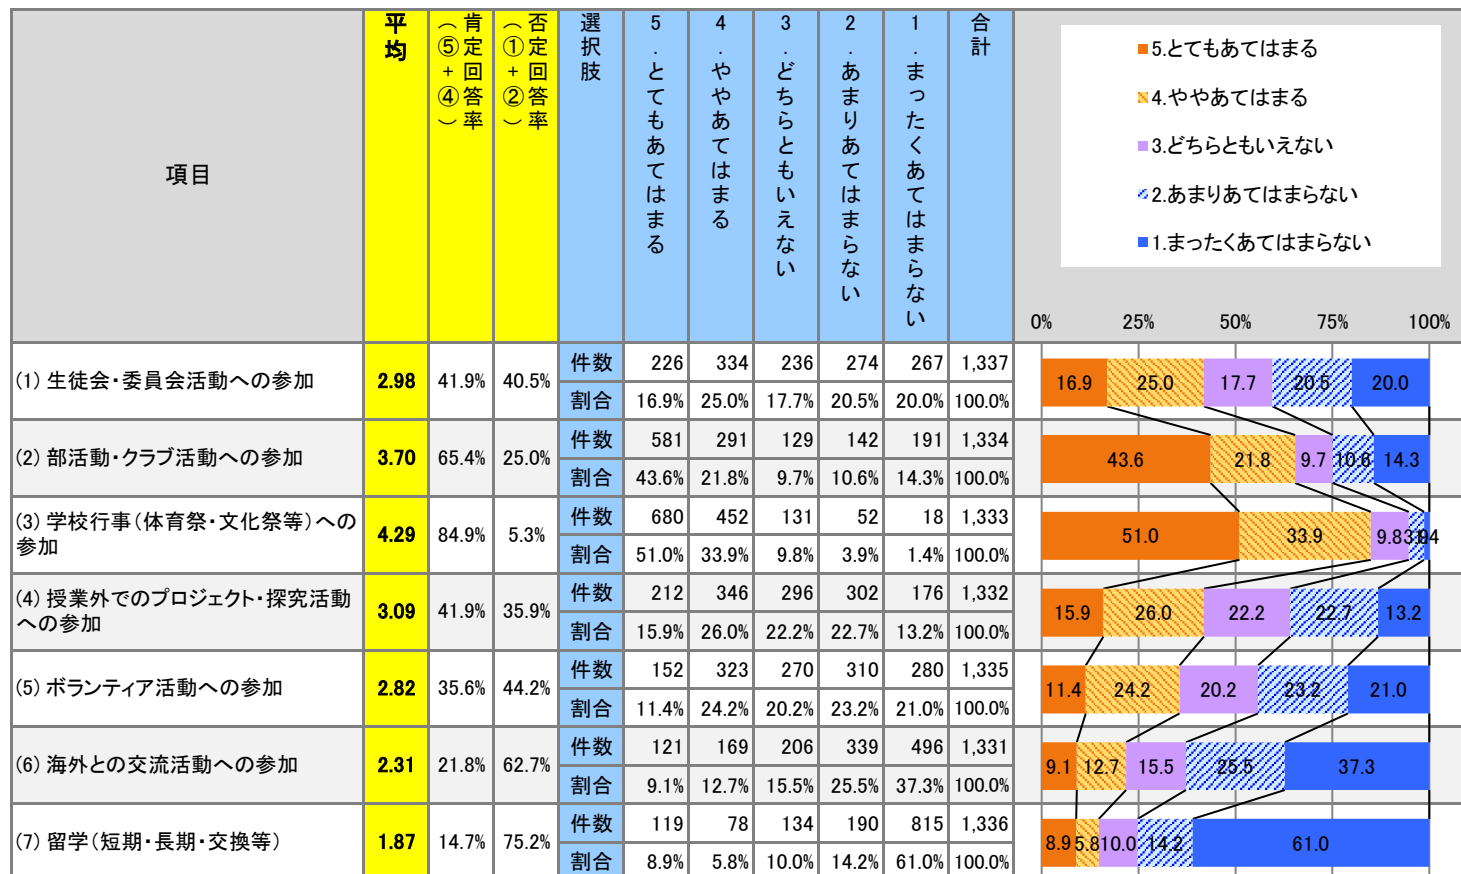 項目
平均
肯定回答率（⑤+④）
否定回答率（①+②）
選択肢
5.とてもあてはまる
4.ややあてはまる
3.どちらともいえない
2.あまりあてはまらない
1.まったくあてはまらない
合計
5.とてもあてはまる
4.ややあてはまる
3.どちらともいえない
2.あまりあてはまらない
1.まったくあてはまらない
0% 25% 50% 75% 100%
(1) 生徒会・委員会活動への参加 2.98 41.9% 40.5%
件数 226 334 236 274 267 1,337
割合 16.9% 25.0% 17.7% 20.5% 20.0% 100.0%
16.9 25.0 17.7 20.5 20.0
(2) 部活動・クラブ活動への参加 3.70 65.4% 25.0%
件数 581 291 129 142 191 1,334
割合 43.6% 21.8% 9.7% 10.6% 14.3% 100.0%
43.6 21.8 9.7 10.6 14.3
(3) 学校行事（体育祭・文化祭等）への
参加 4.29 84.9% 5.3%
件数 680 452 131 52 18 1,333
割合 51.0% 33.9% 9.8% 3.9% 1.4% 100.0%
51.0 33.9 9.8 3.9 1.4
(4) 授業外でのプロジェクト・探究活動
への参加 3.09 41.9% 35.9%
件数 212 346 296 302 176 1,332
割合 15.9% 26.0% 22.2% 22.7% 13.2% 100.0%
15.9 26.0 22.2 22.7 13.2
(5) ボランティア活動への参加 2.82 35.6% 44.2%
件数 152 323 270 310 280 1,335
割合 11.4% 24.2% 20.2% 23.2% 21.0% 100.0%
11.4 24.2 20.2 23.2 21.0
(6) 海外との交流活動への参加 2.31 21.8% 62.7%
件数 121 169 206 339 496 1,331
割合 9.1% 12.7% 15.5% 25.5% 37.3% 100.0%
9.1 12.7 15.5 25.5 37.3
(7) 留学（短期・長期・交換等） 1.87 14.7% 75.2%
件数 119 78 134 190 815 1,336
割合 8.9% 5.8% 10.0% 14.2% 61.0% 100.0%
8.9 5.8 10.0 14.2 61.0